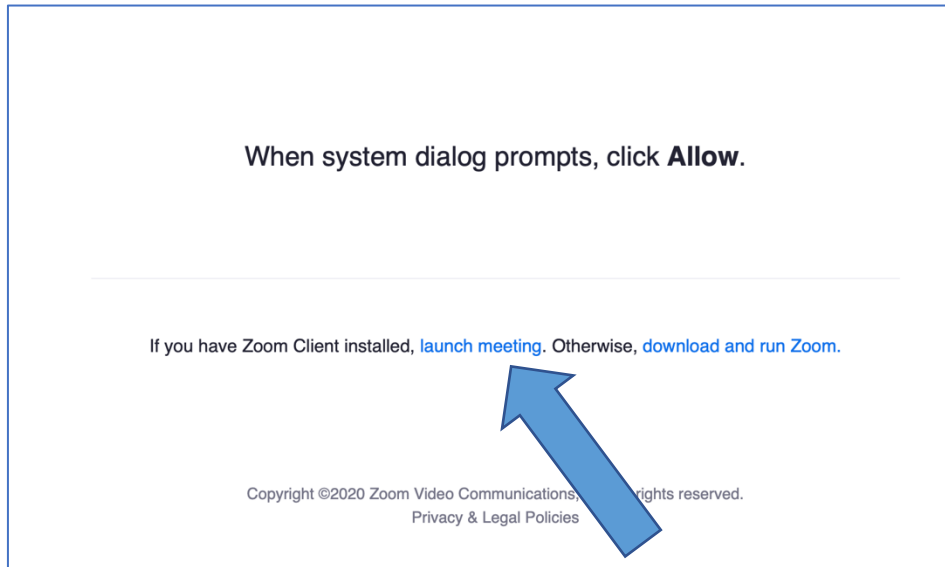 When system dialog prompts, click Allow.
If you have Zoom Client installed, launch meeting. Otherwise, download and run Zoom.
Copyright ©2020 Zoom Video Communications, rights reserved.
Privacy & Legal Policies